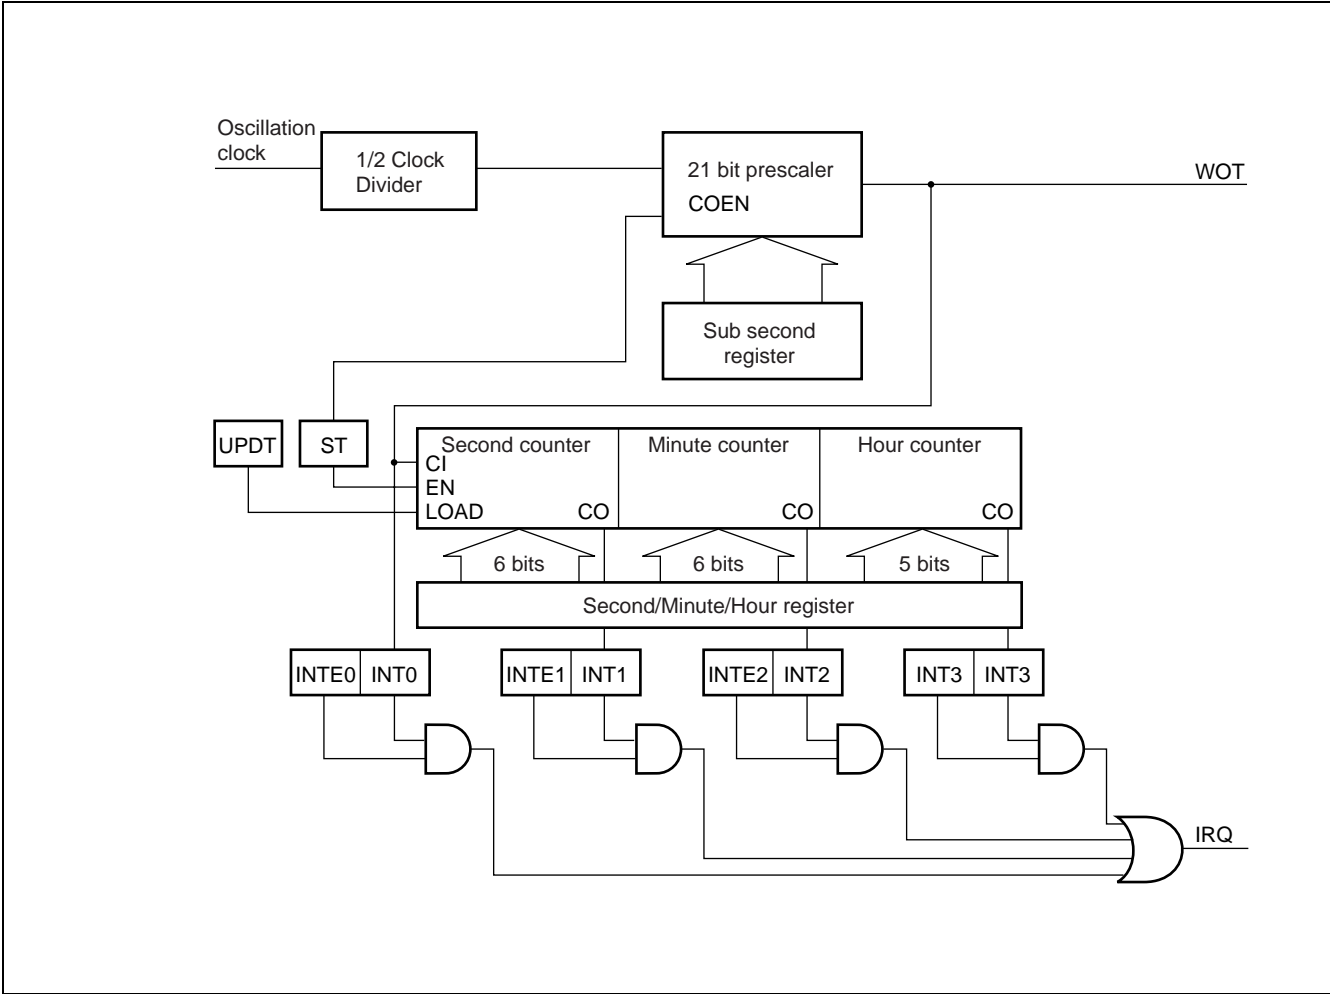 Oscillation
clock
1/2 Clock
Divider
21 bit prescaler
COEN
WOT
Sub second
register
UPDT
ST
Second counter
Minute counter
Hour counter
CI
EN
LOAD
CO
CO
CO
6 bits
6 bits
5 bits
Second/Minute/Hour register
INTE0
INT0
INTE1
INT1
INTE2
INT2
INT3
INT3
IRQ